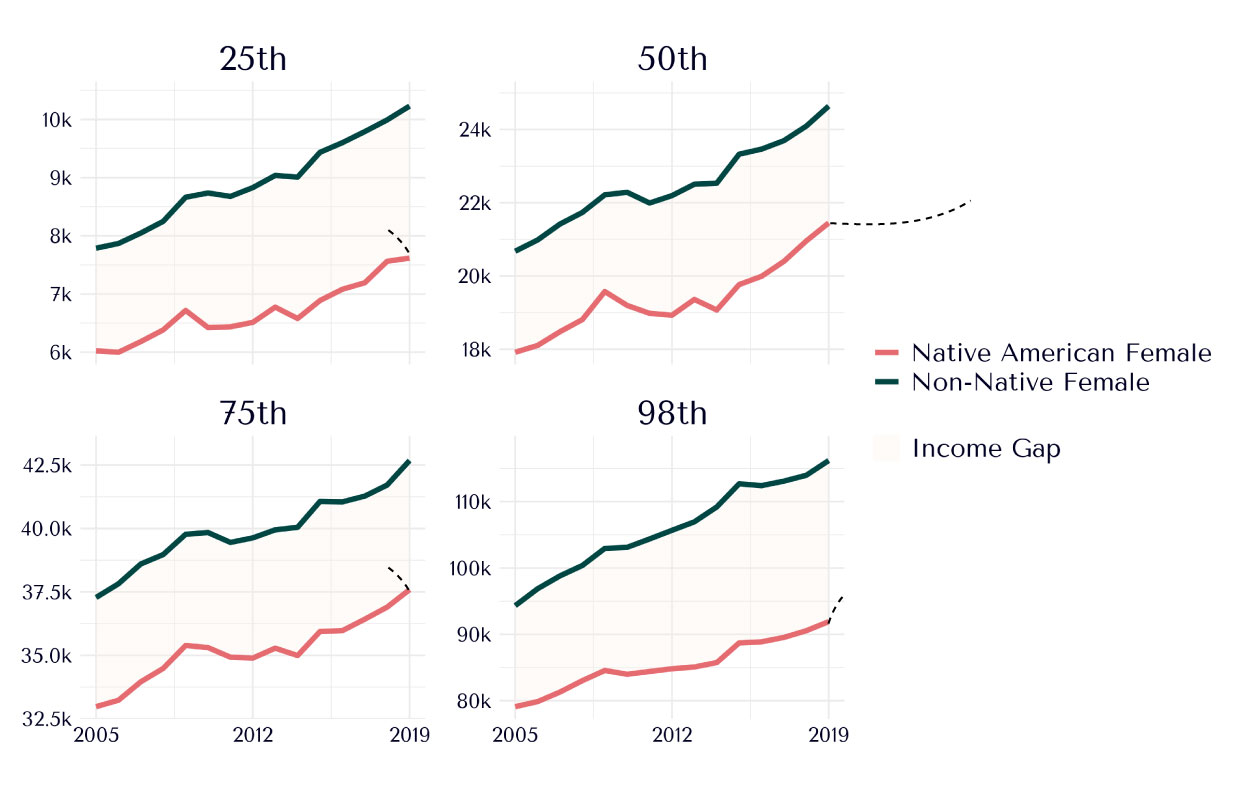 25th
10k
9k
8k
7k
6k
50th
24k
22k
20k
18k
Native American Female
Non-Native Female
Income Gap
75th
42.5k
40.0k
37.5k
35.0k
32.5k
2005 2012 2019
98th
110k
100k
90k
80k
2005 2012 2019